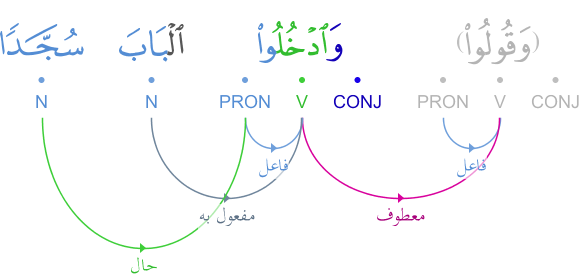 (وَقُولُوا۟) وَٱدْخُلُوا۟ ٱلْبَابَ سُجَّدًا
CONJ V PRON CONJ V PRON N N
فاعل فاعل
معطوف مفعول به
حال